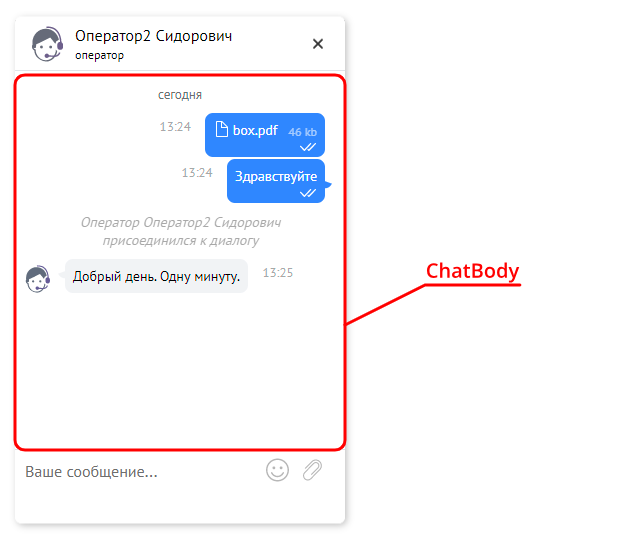 Оператор2 Сидорович
оператор
сегодня
13:24 box.pdf 46 kb
13:24 Здравствуйте
Оператор Оператор2 Сидорович
присоединился к диалогу
Добрый день. Одну минуту. 13:25
ChatBody
Ваше сообщение...